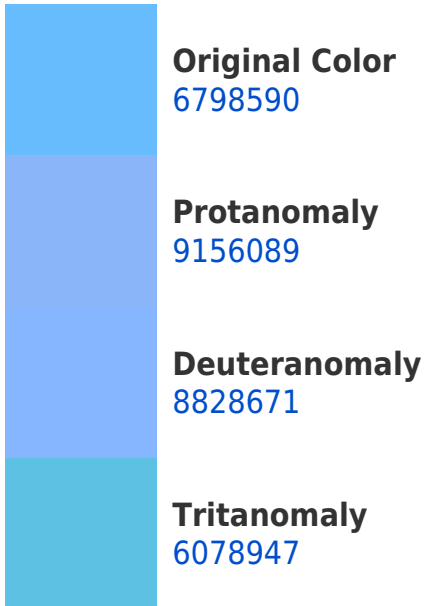 Original Color
6798590
Protanomaly
9156089
Deuteranomaly
8828671
Tritanomaly
6078947